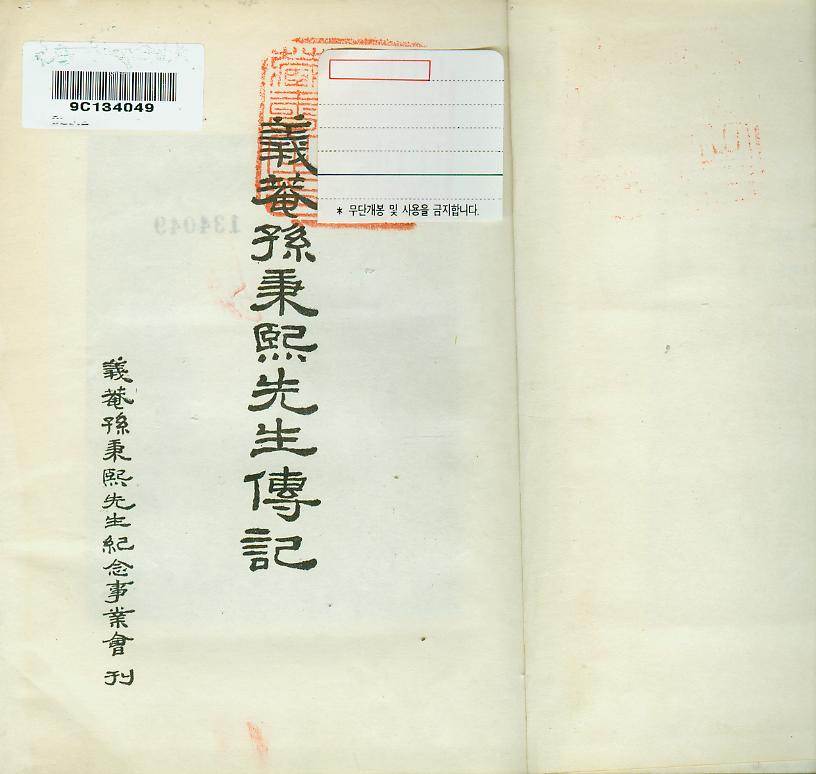 9C134049
* 무단개봉 및 사용을 금지합니다.
義菴孫秉熙先生傳記
134049
義菴孫秉熙先生紀念事業會 刊